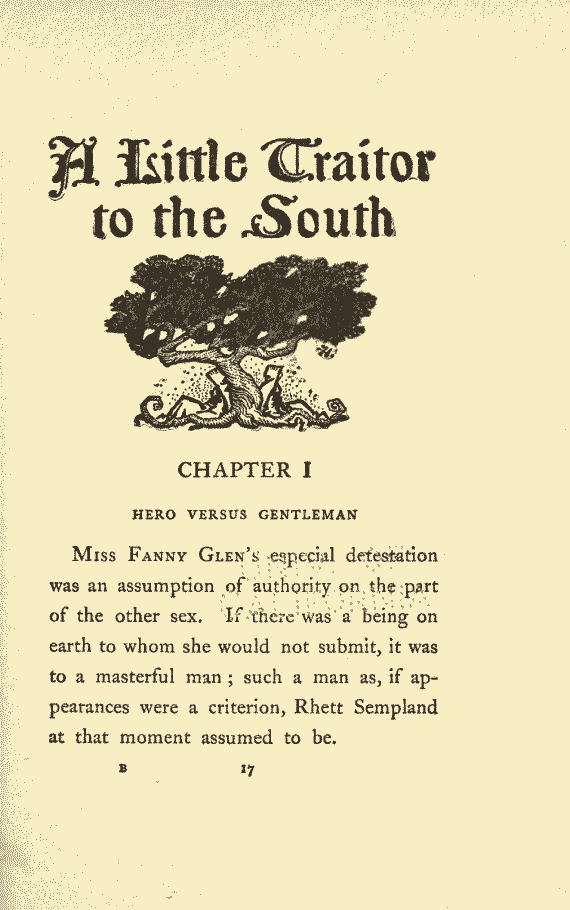 A Little Traitor
to the South
CHAPTER I
HERO VERSUS GENTLEMAN
MISS FANNY GLEN'S especial detestation
was an assumption of authority on the part
of the other sex. If there was a being on
earth to whom she would not submit, it was
to a masterful man; such a man as, if ap-
pearances were a criterion, Rhett Sempland
at that moment assumed to be.
B 17